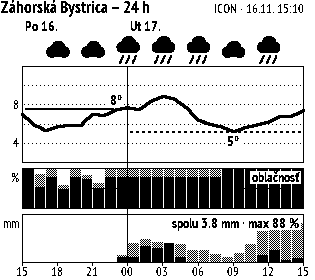 Záhorská Bystrica – 24 h ICON · 16.11. 15:10
Po 16. Ut 17.
8°
8
5°
4
% oblačnosť
mm spolu 3.8 mm · max 88 %
15 18 21 00 03 06 09 12 15